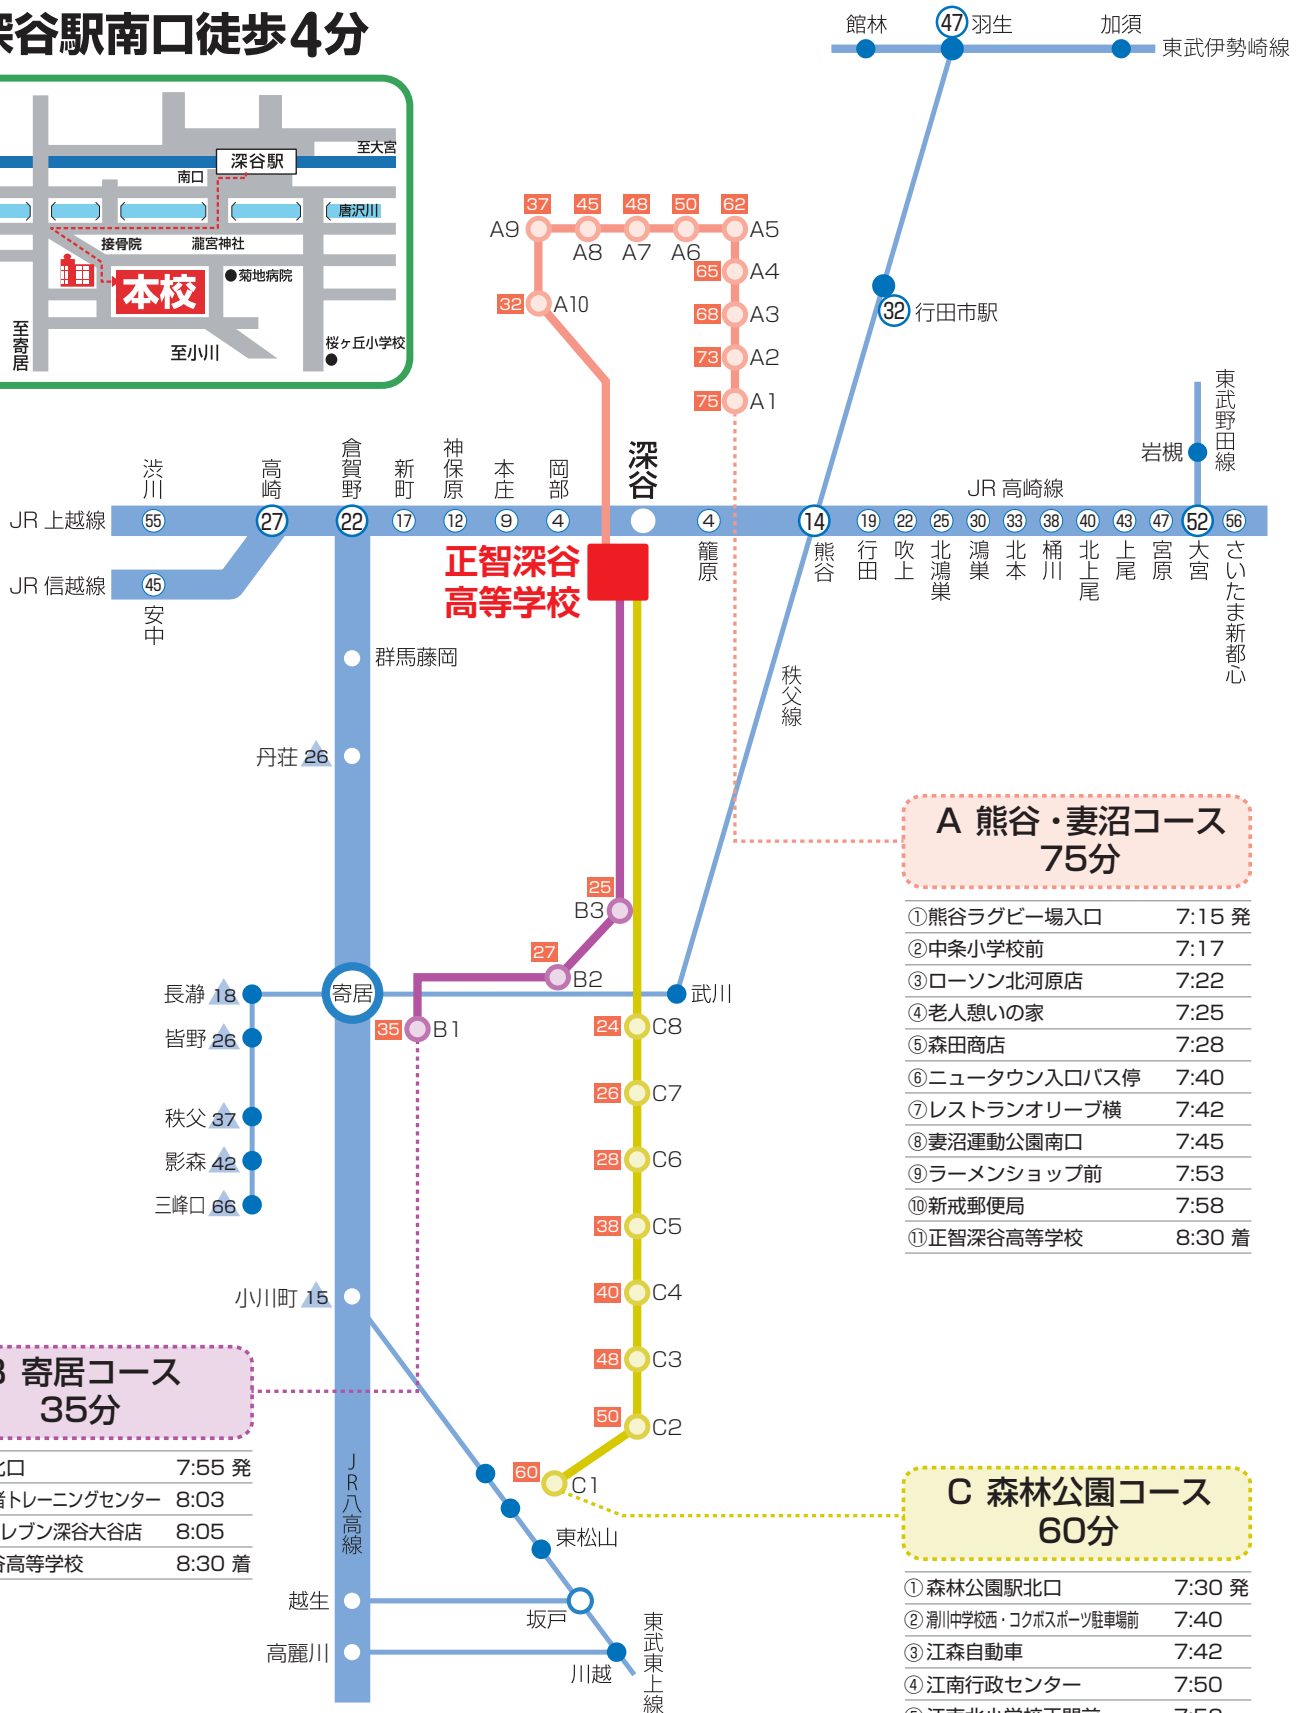 深谷駅南口徒歩4分
至大宮
深谷駅
南口
唐沢川
接骨院
瀧宮神社
菊地病院
本校
至寄居
至小川
桜ヶ丘小学校
館林
47
羽生
加須
東武伊勢崎線
32
行田市駅
37
45
48
50
62
A9
A8
A7
A6
A5
65
A4
32
A10
68
A3
73
A2
75
A1
東武野田線
岩槻
JR 高崎線
渋川
高崎
倉賀野
新町
神保原
本庄
岡部
深谷
JR 上越線
55
27
22
17
12
9
4
4
14
19
22
25
30
33
38
40
43
47
52
56
籠原
熊谷
行田
吹上
北鴻巣
鴻巣
北本
桶川
北上尾
上尾
宮原
大宮
さいたま新都心
JR 信越線
45
安中
正智深谷
高等学校
群馬藤岡
秩父線
丹荘 26
25
B3
27
B2
長瀞 18
寄居
武川
35
B1
皆野 26
秩父 37
影森 42
三峰口 66
24
C8
26
C7
28
C6
38
C5
40
C4
48
C3
50
C2
60
C1
小川町 15
JR八高線
東松山
越生
坂戸
高麗川
川越
東武東上線
A 熊谷・妻沼コース
75分
①熊谷ラグビー場入口 7:15 発
②中条小学校前 7:17
③ローソン北河原店 7:22
④老人憩いの家 7:25
⑤森田商店 7:28
⑥ニュータウン入口バス停 7:40
⑦レストランオリーブ横 7:42
⑧妻沼運動公園南口 7:45
⑨ラーメンショップ前 7:53
⑩新戒郵便局 7:58
⑪正智深谷高等学校 8:30 着
B 寄居コース
35分
北口 7:55 発
者トレーニングセンター 8:03
レブン深谷大谷店 8:05
谷高等学校 8:30 着
C 森林公園コース
60分
①森林公園駅北口 7:30 発
②滑川中学校西・コクボスポーツ駐車場前 7:40
③江森自動車 7:42
④江南行政センター 7:50